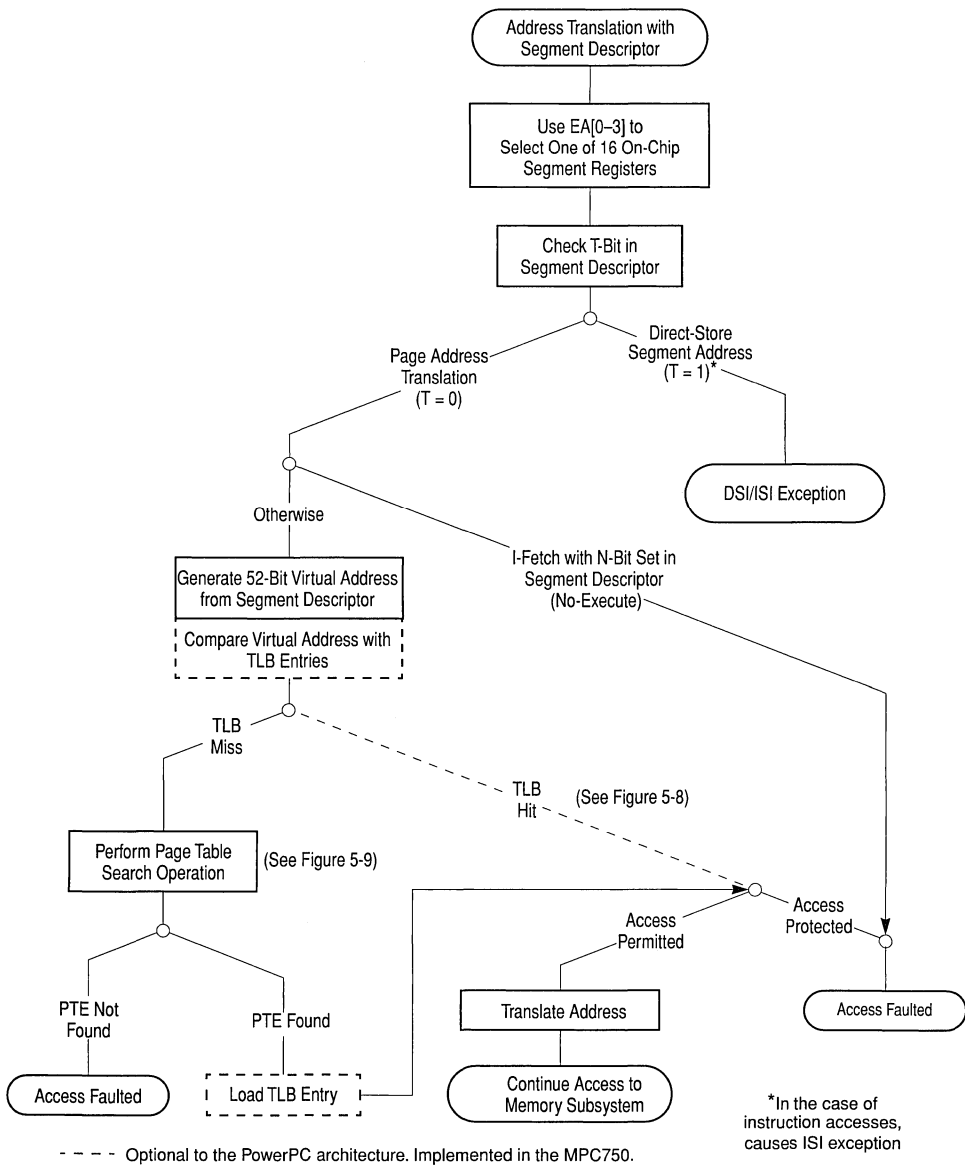 Address Translation with
Segment Descriptor
Use EA[0–3] to
Select One of 16 On-Chip
Segment Registers
Check T-Bit in
Segment Descriptor
Direct-Store
Segment Address
(T = 1)*
Page Address
Translation
(T = 0)
DSI/ISI Exception
Otherwise
I-Fetch with N-Bit Set in
Segment Descriptor
(No-Execute)
Generate 52-Bit Virtual Address
from Segment Descriptor
Compare Virtual Address with
TLB Entries
TLB
Miss
TLB
Hit
(See Figure 5-8)
Perform Page Table
Search Operation
(See Figure 5-9)
Access
Permitted
Access
Protected
PTE Not
Found
PTE Found
Translate Address
Access Faulted
Access Faulted
Load TLB Entry
Continue Access to
Memory Subsystem
*In the case of
instruction accesses,
causes ISI exception
- - - - Optional to the PowerPC architecture. Implemented in the MPC750.